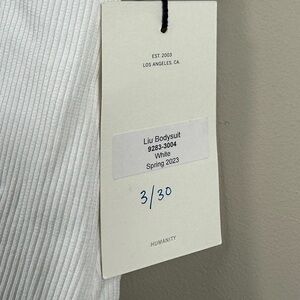 EST. 2003
LOS ANGELES, CA.
Liu Bodysuit
9283-3004
White
Spring 2023
3/30
HUMANITY